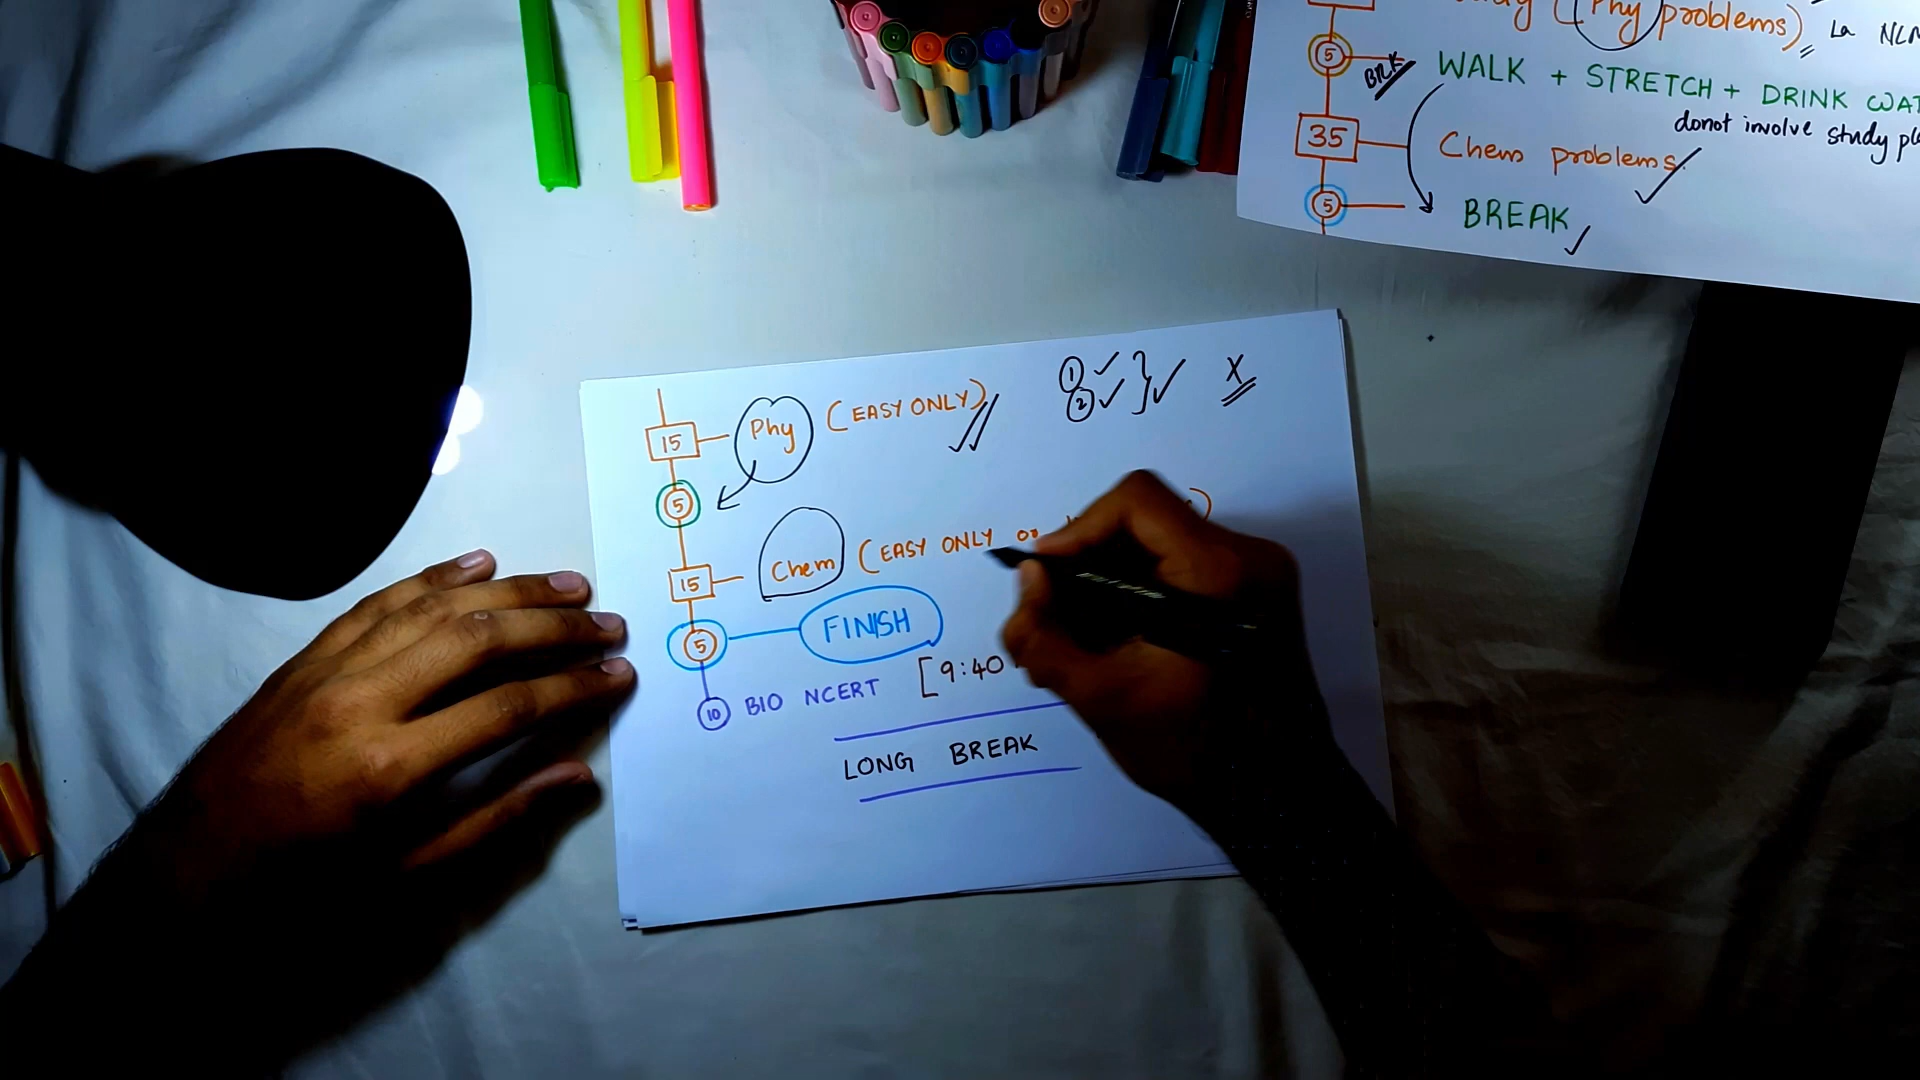 (Phy problems)
La NLM
5 BRK WALK + STRETCH + DRINK WAT
donot involve study pl
35 Chem problems
5 BREAK
15 Phy (EASY ONLY)
1
2
X
5
15 Chem (EASY ONLY or
5 FINISH
10 BIO NCERT [9:40
LONG BREAK